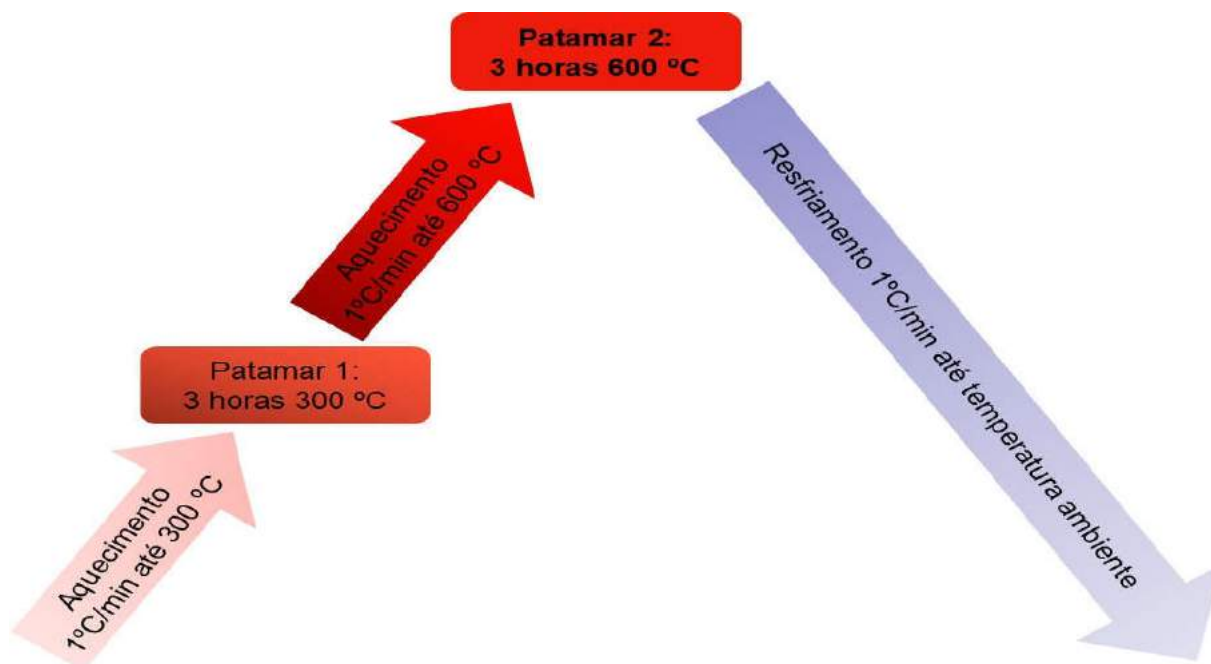 Patamar 2:
3 horas 600 ºC
Aquecimento
1ºC/min até 600 ºC
Resfriamento 1ºC/min até temperatura ambiente
Patamar 1:
3 horas 300 ºC
Aquecimento
1ºC/min até 300 ºC